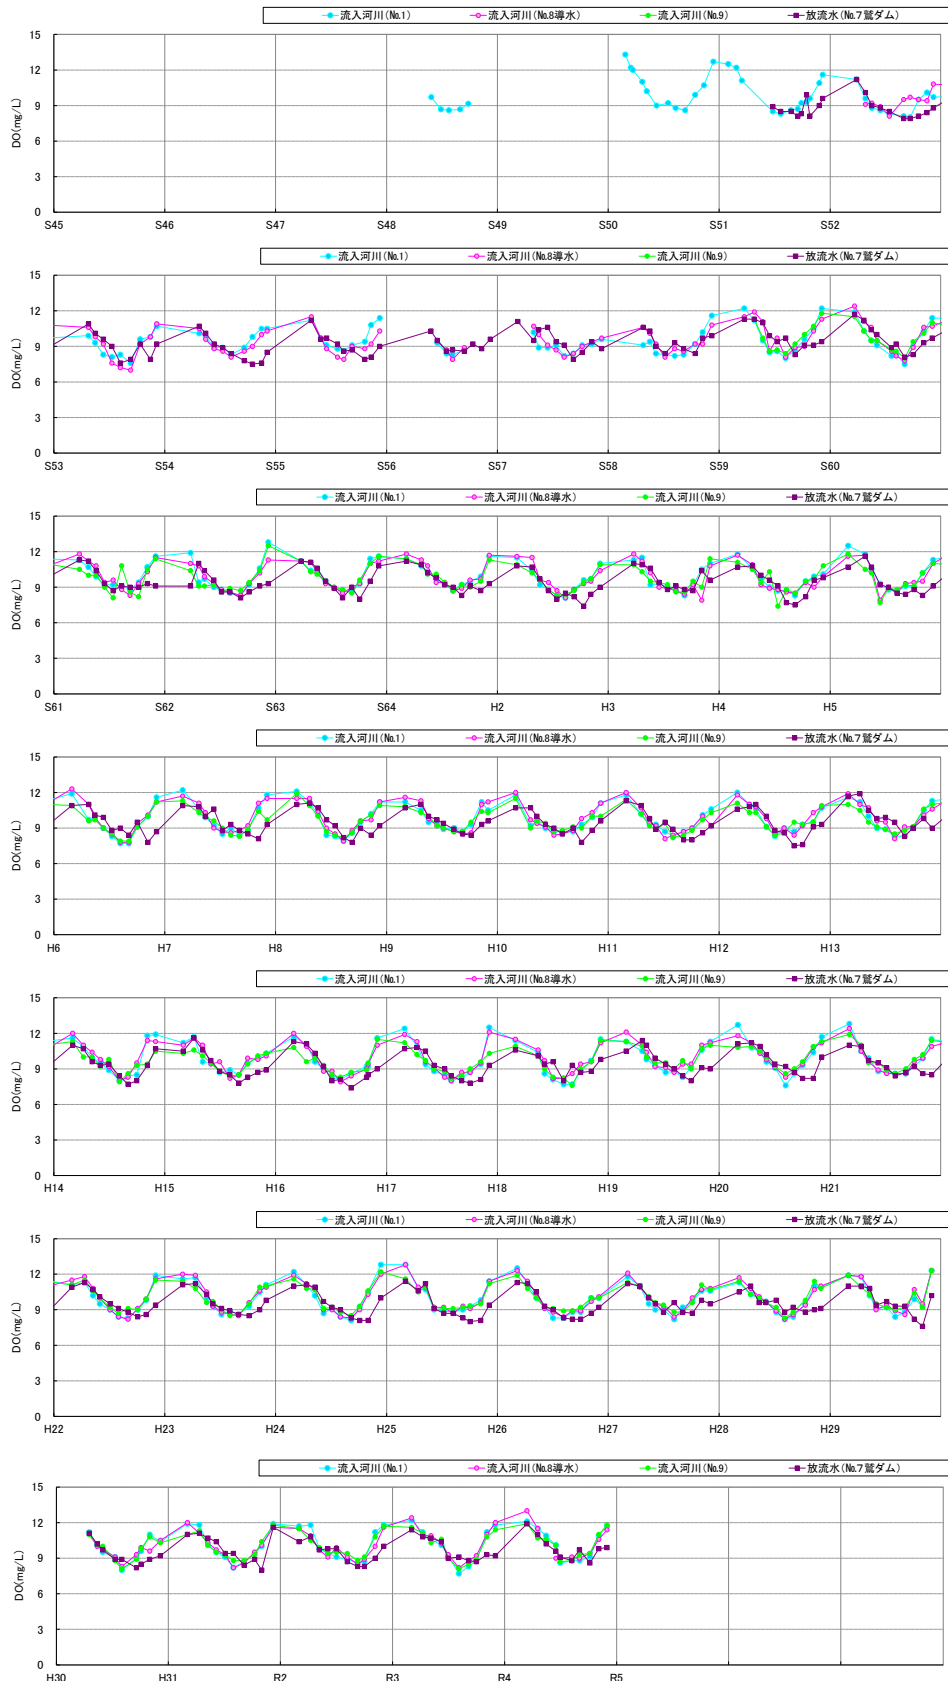 流入河川(No.1) 流入河川(No.8導水) 流入河川(No.9) 放流水(No.7鷲ダム)
15
12
9
6
3
0
DO(mg/L)
S45 S46 S47 S48 S49 S50 S51 S52
流入河川(No.1) 流入河川(No.8導水) 流入河川(No.9) 放流水(No.7鷲ダム)
15
12
9
6
3
0
DO(mg/L)
S53 S54 S55 S56 S57 S58 S59 S60
流入河川(No.1) 流入河川(No.8導水) 流入河川(No.9) 放流水(No.7鷲ダム)
15
12
9
6
3
0
DO(mg/L)
S61 S62 S63 S64 H2 H3 H4 H5
流入河川(No.1) 流入河川(No.8導水) 流入河川(No.9) 放流水(No.7鷲ダム)
15
12
9
6
3
0
DO(mg/L)
H6 H7 H8 H9 H10 H11 H12 H13
流入河川(No.1) 流入河川(No.8導水) 流入河川(No.9) 放流水(No.7鷲ダム)
15
12
9
6
3
0
DO(mg/L)
H14 H15 H16 H17 H18 H19 H20 H21
流入河川(No.1) 流入河川(No.8導水) 流入河川(No.9) 放流水(No.7鷲ダム)
15
12
9
6
3
0
DO(mg/L)
H22 H23 H24 H25 H26 H27 H28 H29
流入河川(No.1) 流入河川(No.8導水) 流入河川(No.9) 放流水(No.7鷲ダム)
15
12
9
6
3
0
DO(mg/L)
H30 H31 R2 R3 R4 R5